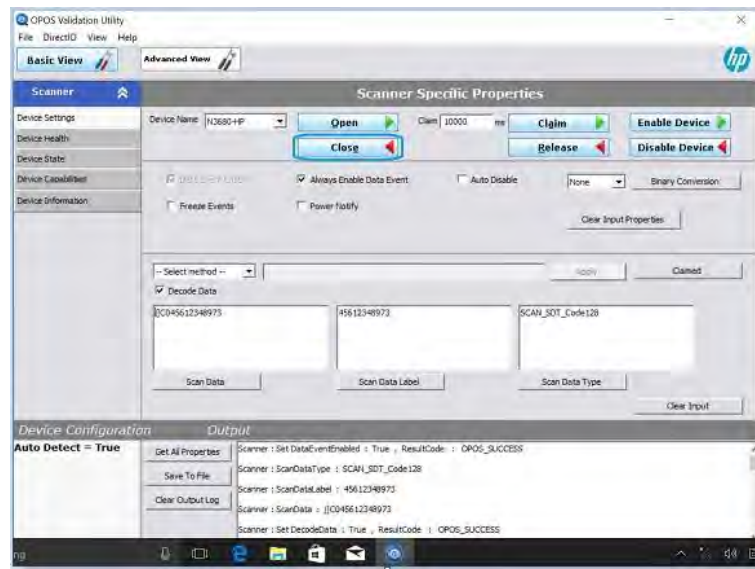 OPOS Validation Utility
File DirectIO View Help
Basic View Advanced View hp
Scanner Scanner Specific Properties
Device Settings
Device Health
Device State
Device Capabilities
Device Information
Device Name N3680-HP Open Claim 10000 ms Claim Enable Device
Close Release Disable Device
Always Enable Data Event Auto Disable None Binary Conversion
Freeze Events Power Notify
Clear Input Properties
-- Select method -- Apply Claimed
Decode Data
45612348973 SCAN_SDT_Code128
Scan Data Scan Data Label Scan Data Type
Clear Input
Device Configuration Output
Auto Detect = True
Get All Properties
Save To File
Clear Output Log
Scanner : Set DataEventEnabled : True , ResultCode : OPOS_SUCCESS
Scanner : ScanDataType : SCAN_SDT_Code128
Scanner : ScanDataLabel : 45612348973
Scanner : ScanData : ]C045612348973
Scanner : Set DecodeData : True , ResultCode : OPOS_SUCCESS
ng